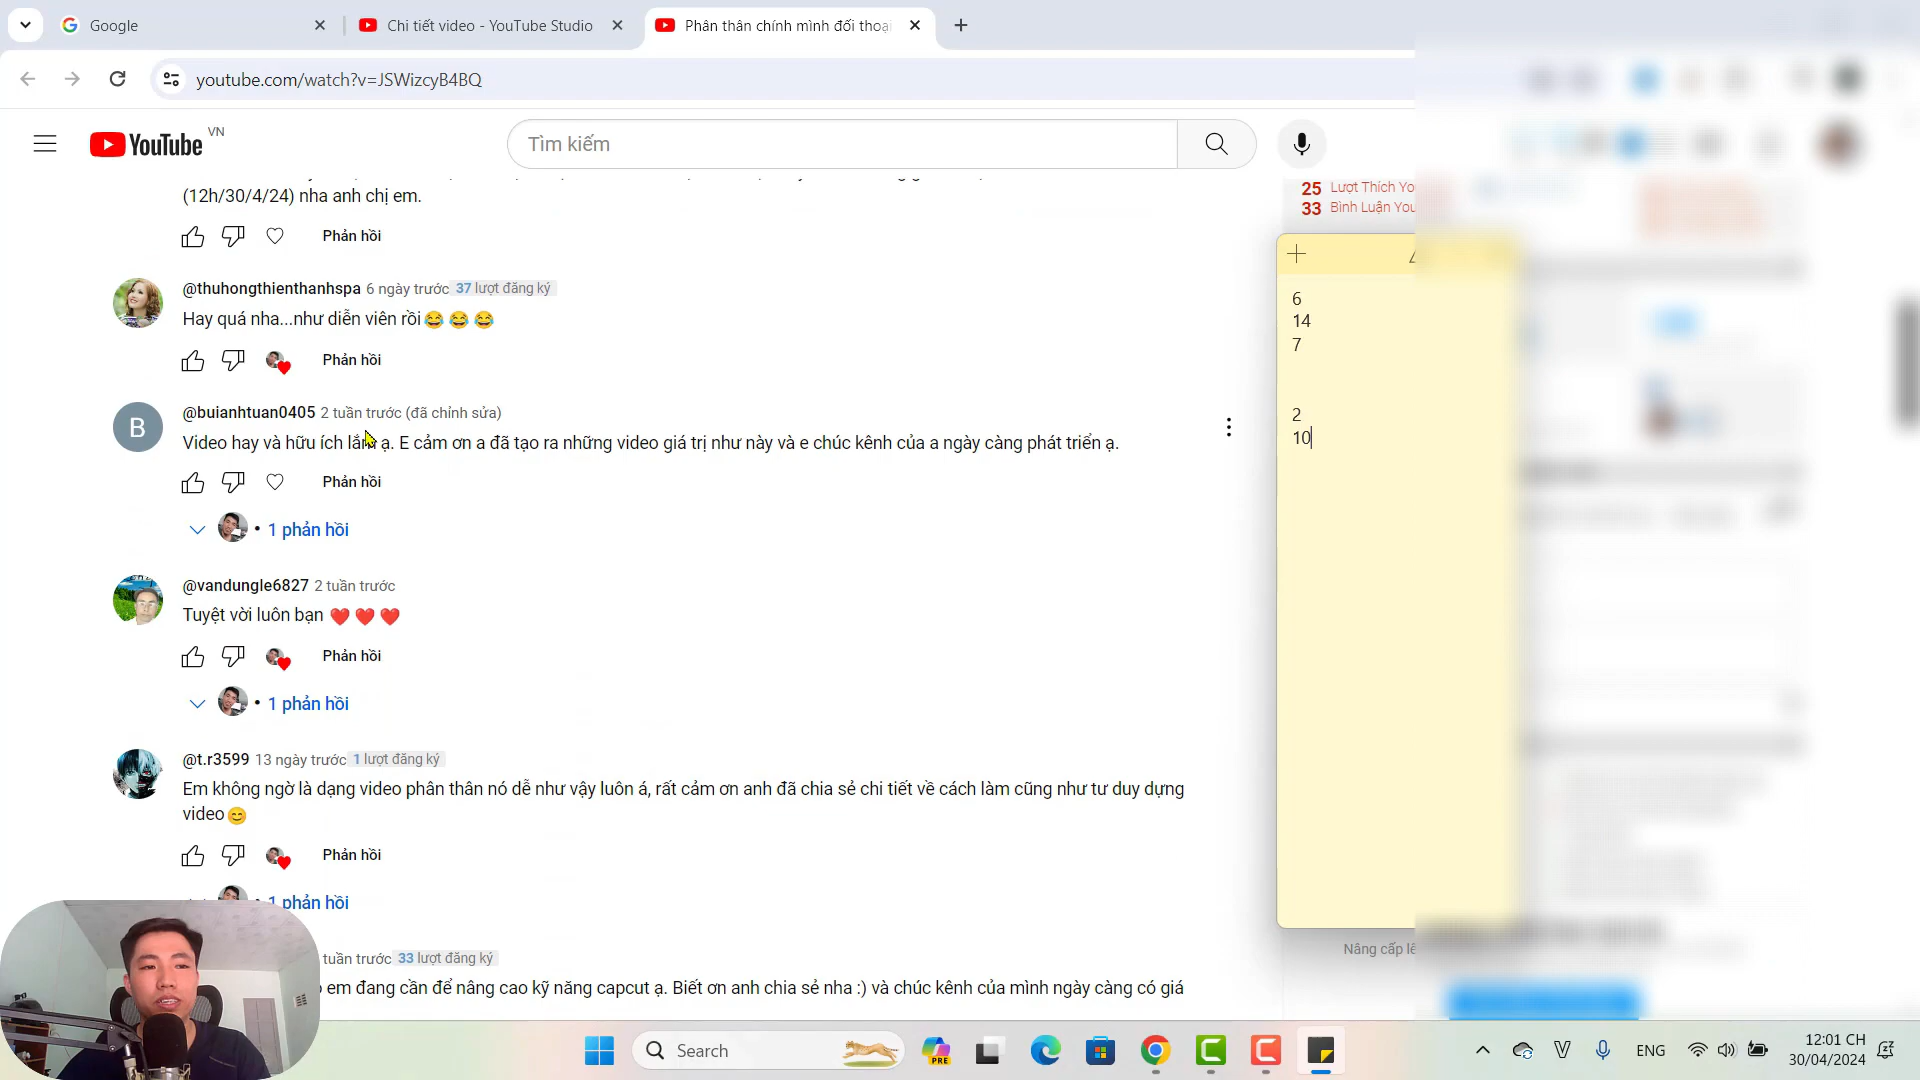 Google
Chi tiết video - YouTube Studio
Phân thân chính mình đối thoại
youtube.com/watch?v=JSWizcyB4BQ
YouTube VN
Tìm kiếm
25 Lượt Thích You
33 Bình Luận You
(12h/30/4/24) nha anh chị em.
Phản hồi
@thuhongthienthanhspa 6 ngày trước 37 lượt đăng ký
Hay quá nha...như diễn viên rồi😂 😂 😂
Phản hồi
6
14
7
2
10
@buianhtuan0405 2 tuần trước (đã chỉnh sửa)
B
Video hay và hữu ích lắm ạ. E cảm ơn a đã tạo ra những video giá trị như này và e chúc kênh của a ngày càng phát triển ạ.
Phản hồi
1 phản hồi
@vandungle6827 2 tuần trước
Tuyệt vời luôn bạn ❤️ ❤️ ❤️
Phản hồi
1 phản hồi
@t.r3599 13 ngày trước 1 lượt đăng ký
Em không ngờ là dạng video phân thân nó dễ như vậy luôn á, rất cảm ơn anh đã chia sẻ chi tiết về cách làm cũng như tư duy dựng
video😊
Phản hồi
1 phản hồi
Nâng cấp lê
tuần trước 33 lượt đăng ký
em đang cần để nâng cao kỹ năng capcut ạ. Biết ơn anh chia sẻ nha :) và chúc kênh của mình ngày càng có giá
Search
PRE
ENG
12:01 CH
30/04/2024